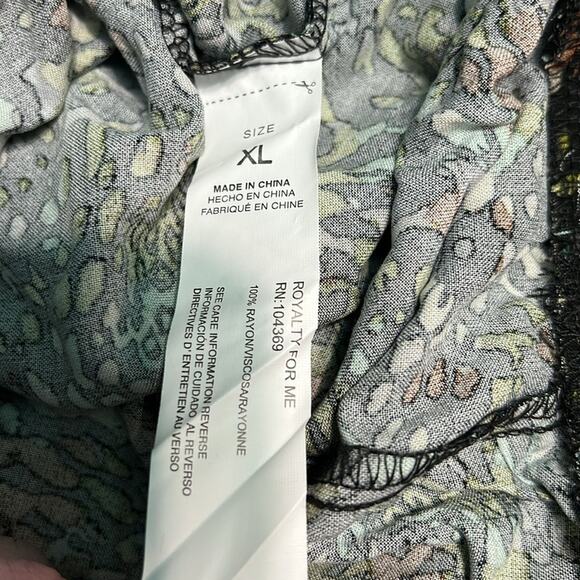 SIZE
XL
MADE IN CHINA
HECHO EN CHINA
FABRIQUÉ EN CHINE
ROYALTY FOR ME
RN:104369
100% RAYON/VISCOSA/RAYONNE
SEE CARE INFORMATION REVERSE
INFORMACIÓN DE CUIDADO AL REVERSO
DIRECTIVES D'ENTRETIEN AU VERSO